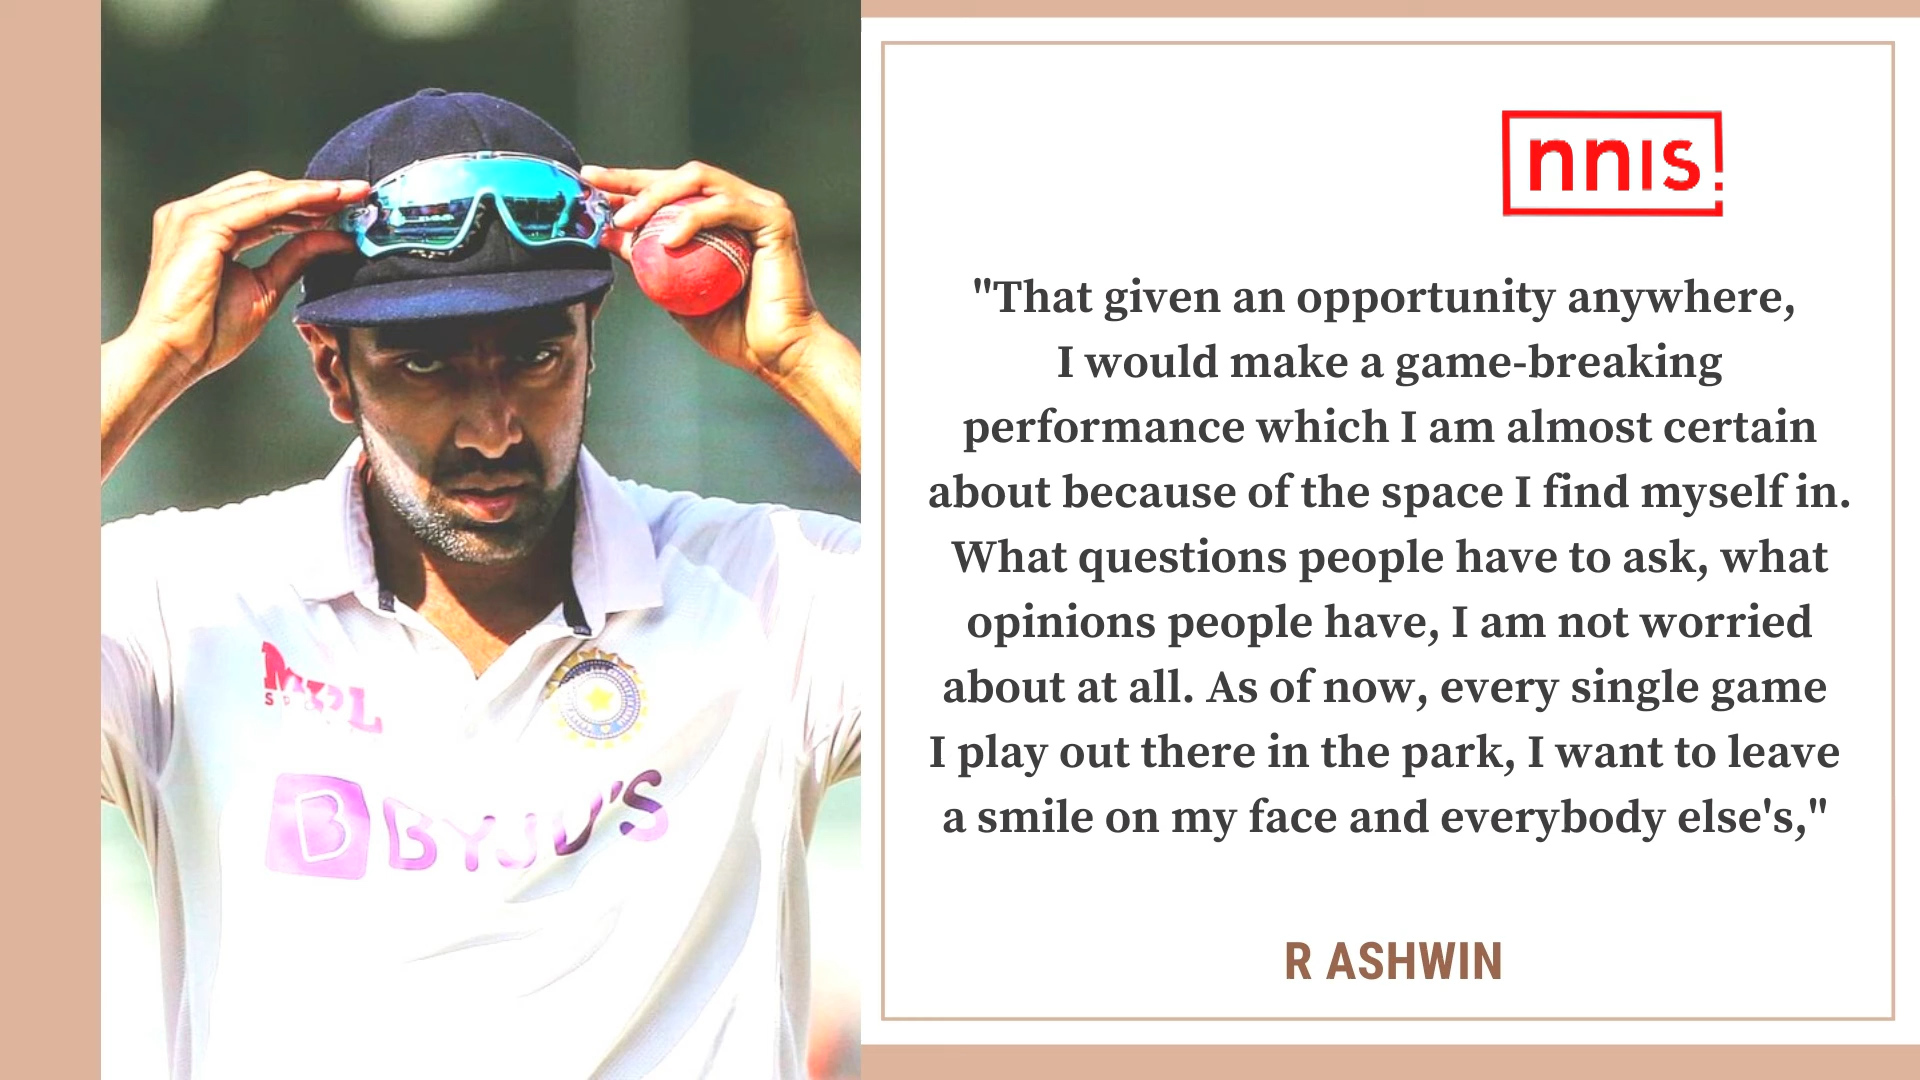 nnis!
"That given an opportunity anywhere,
I would make a game-breaking
performance which I am almost certain
about because of the space I find myself in.
What questions people have to ask, what
opinions people have, I am not worried
about at all. As of now, every single game
I play out there in the park, I want to leave
a smile on my face and everybody else's,"
R ASHWIN
MPL
SPORTS
B BYJU'S